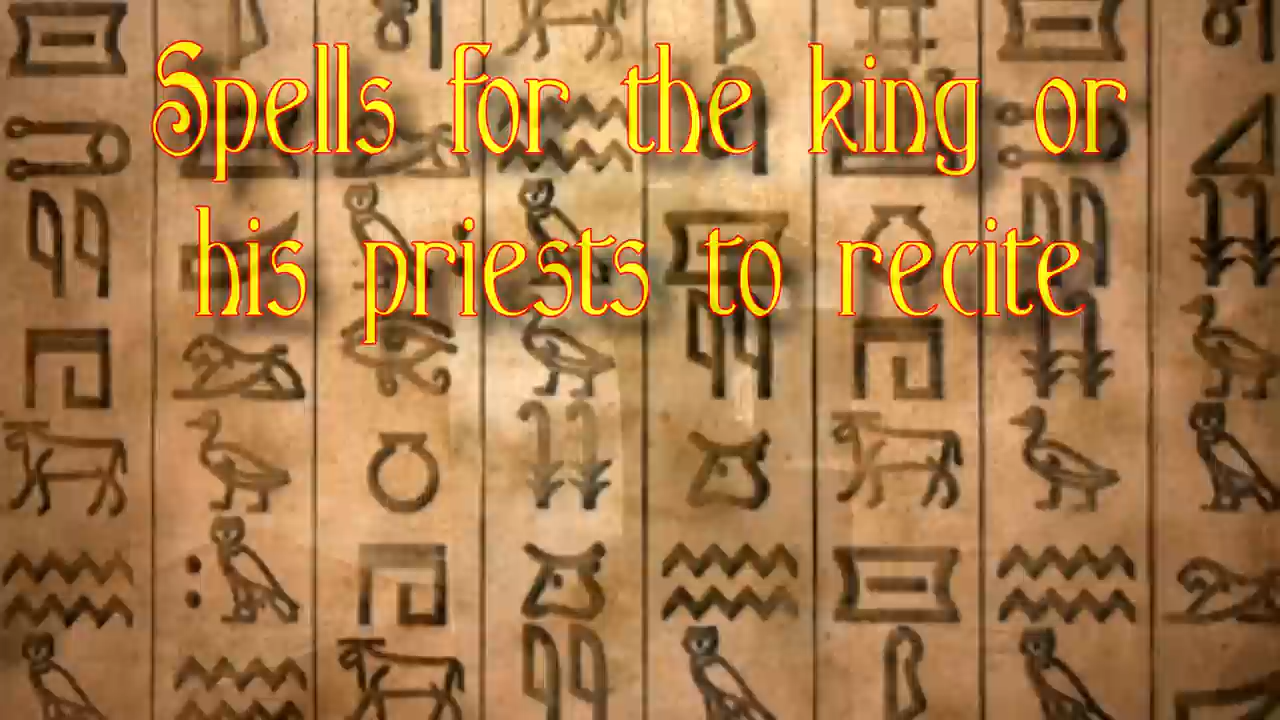 Spells for the king or
his priests to recite